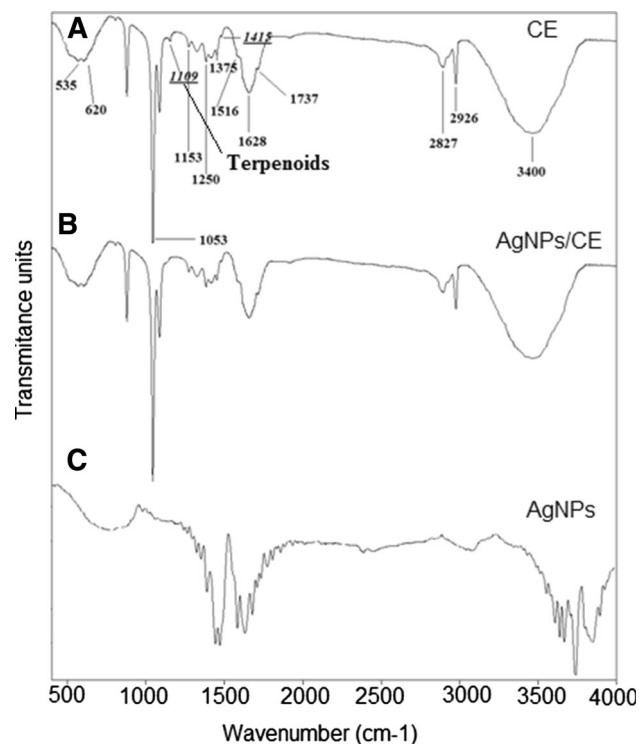 A
CE
1415
535
620
1109
1375
1516
1737
1628
2827
2926
3400
1153
1250
Terpenoids
1053
B
AgNPs/CE
C
AgNPs
Transmitance units
500 1000 1500 2000 2500 3000 3500 4000
Wavenumber (cm-1)